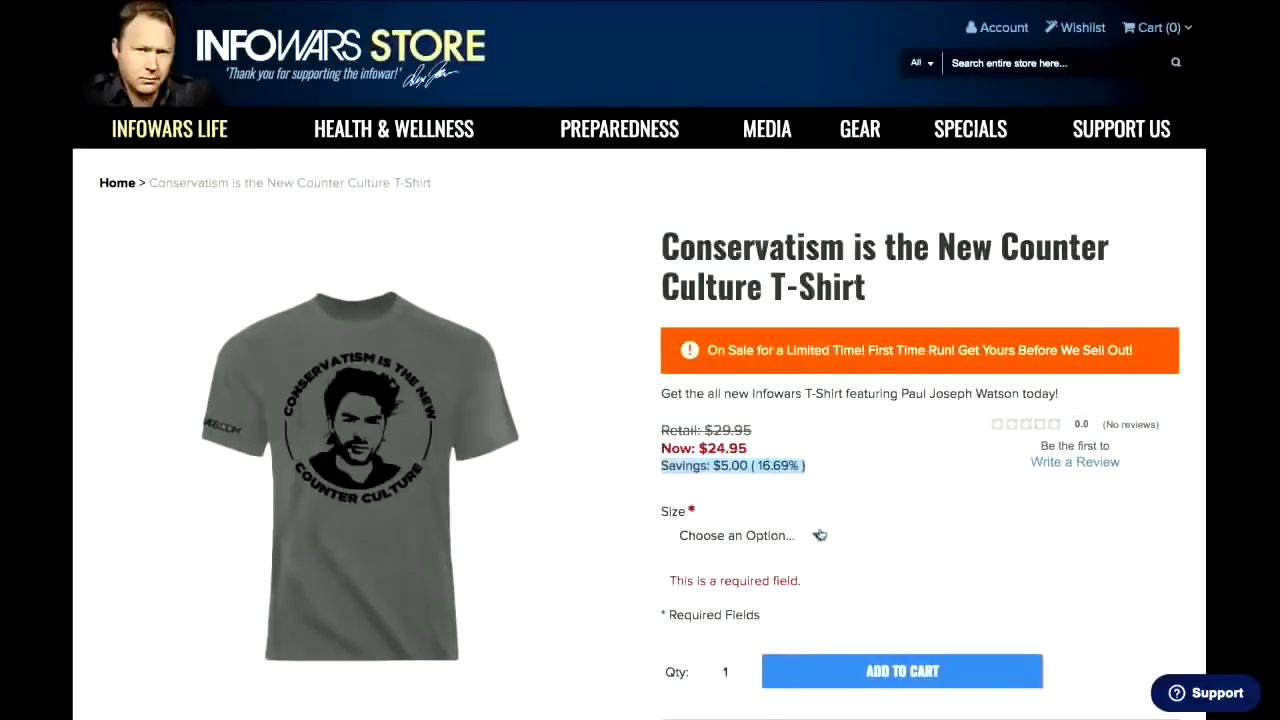 INFOWARS STORE
'Thank you for supporting the infowar!'
Account
Wishlist
Cart (0)
All
Search entire store here...
INFOWARS LIFE
HEALTH & WELLNESS
PREPAREDNESS
MEDIA
GEAR
SPECIALS
SUPPORT US
Home > Conservatism is the New Counter Culture T-Shirt
CONSERVATISM IS THE NEW
COUNTER CULTURE
Conservatism is the New Counter
Culture T-Shirt
On Sale for a Limited Time! First Time Run! Get Yours Before We Sell Out!
Get the all new Infowars T-Shirt featuring Paul Joseph Watson today!
Retail: $29.95
Now: $24.95
Savings: $5.00 ( 16.69% )
0.0 (No reviews)
Be the first to
Write a Review
Size *
Choose an Option...
This is a required field.
* Required Fields
Qty: 1
ADD TO CART
Support